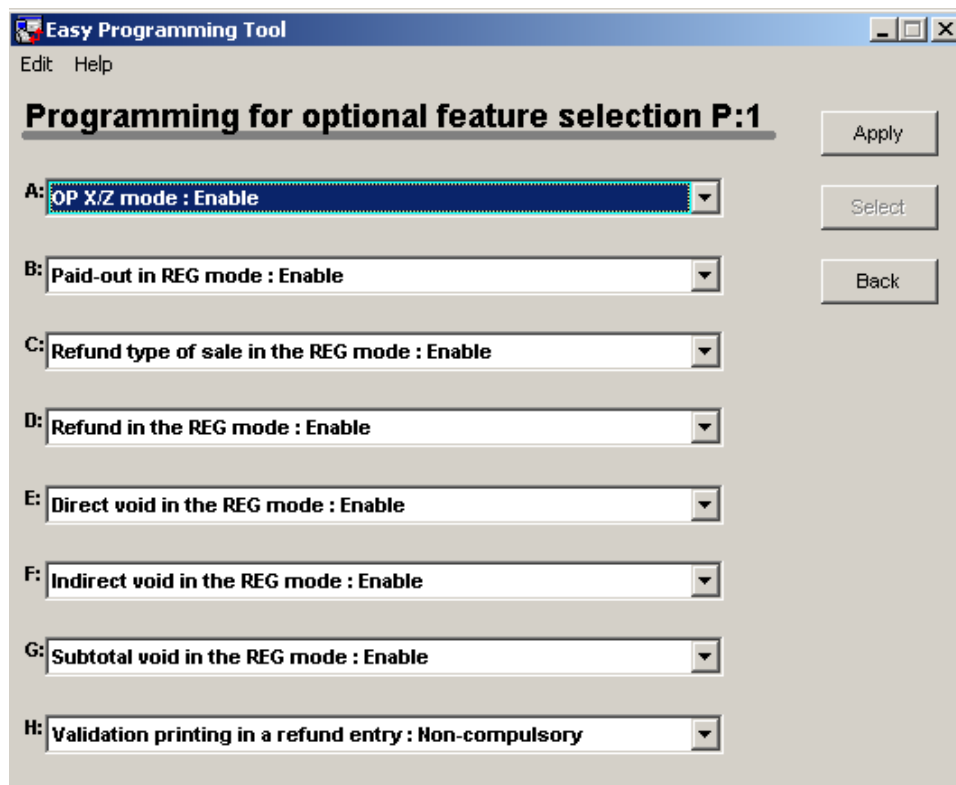 Easy Programming Tool
Edit Help
Programming for optional feature selection P:1
Apply
A: OP X/Z mode : Enable
Select
B: Paid-out in REG mode : Enable
Back
C: Refund type of sale in the REG mode : Enable
D: Refund in the REG mode : Enable
E: Direct void in the REG mode : Enable
F: Indirect void in the REG mode : Enable
G: Subtotal void in the REG mode : Enable
H: Validation printing in a refund entry : Non-compulsory